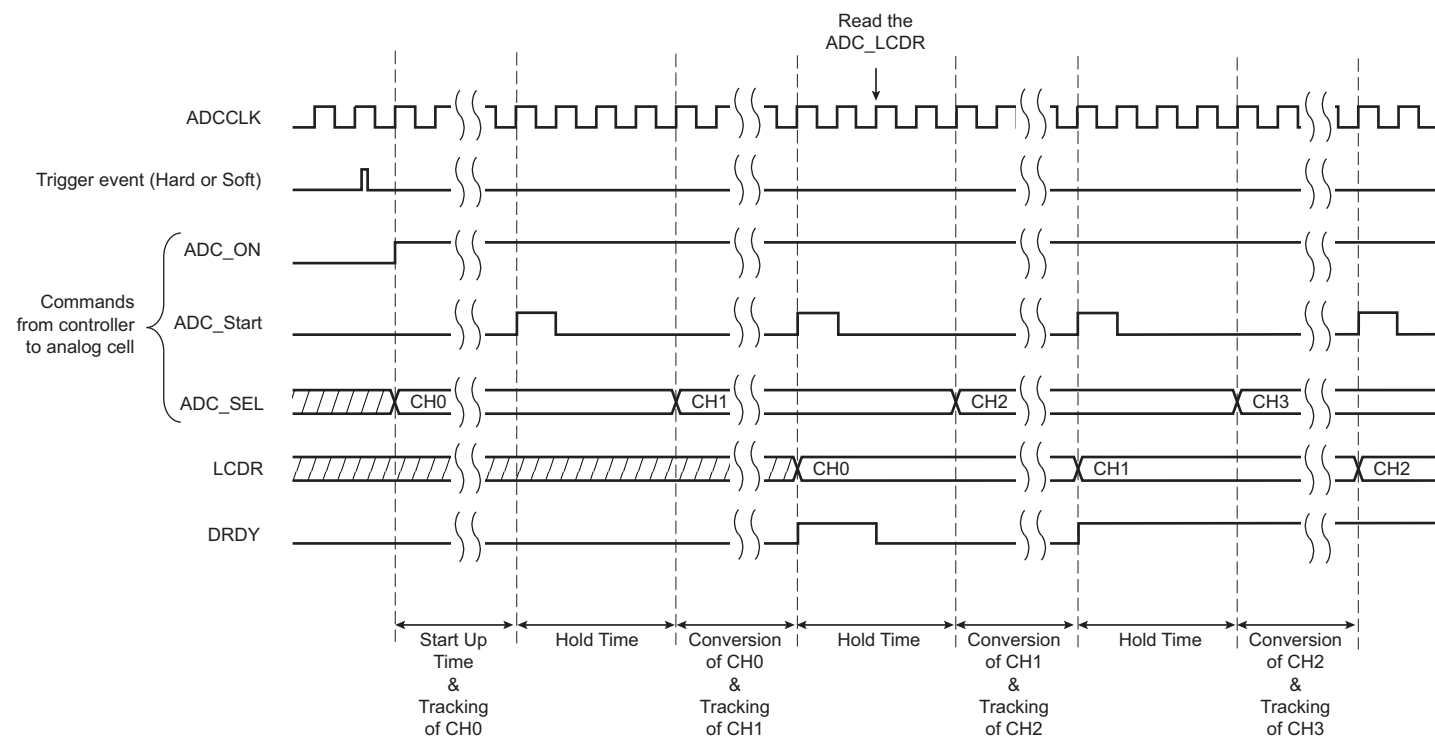 Read the
ADC_LCDR
ADCCLK
Trigger event (Hard or Soft)
ADC_ON
Commands
from controller
to analog cell
ADC_Start
ADC_SEL
CH0
CH1
CH2
CH3
LCDR
CH0
CH1
CH2
DRDY
Start Up
Time
&
Tracking
of CH0
Hold Time
Conversion
of CH0
&
Tracking
of CH1
Hold Time
Conversion
of CH1
&
Tracking
of CH2
Hold Time
Conversion
of CH2
&
Tracking
of CH3